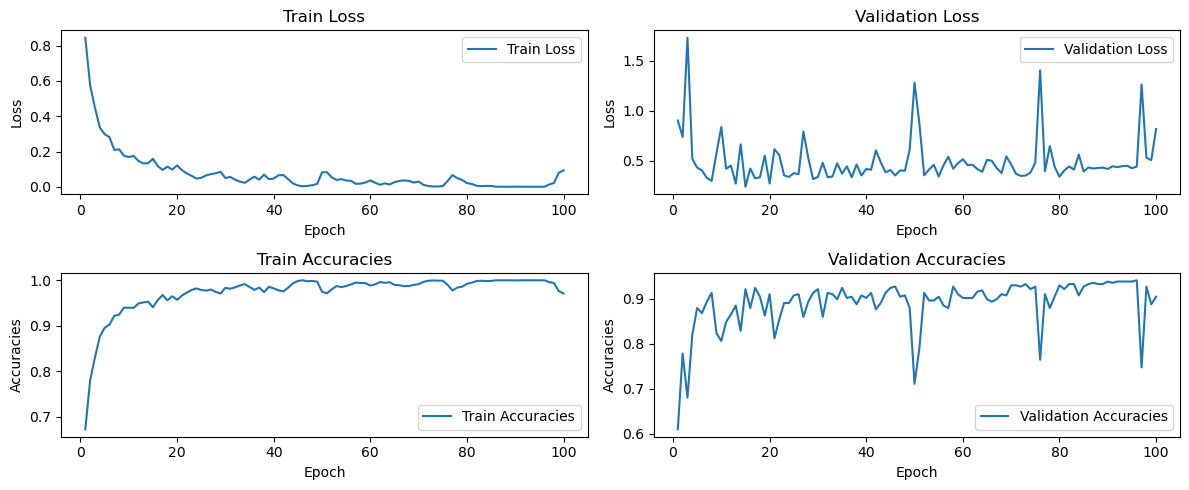 Train Loss
0.8
0.6
0.4
0.2
0.0
Loss
Train Loss
0 20 40 60 80 100
Epoch
Validation Loss
1.5
1.0
0.5
Loss
Validation Loss
0 20 40 60 80 100
Epoch
Train Accuracies
1.0
0.9
0.8
0.7
Accuracies
Train Accuracies
0 20 40 60 80 100
Epoch
Validation Accuracies
0.9
0.8
0.7
0.6
Accuracies
Validation Accuracies
0 20 40 60 80 100
Epoch